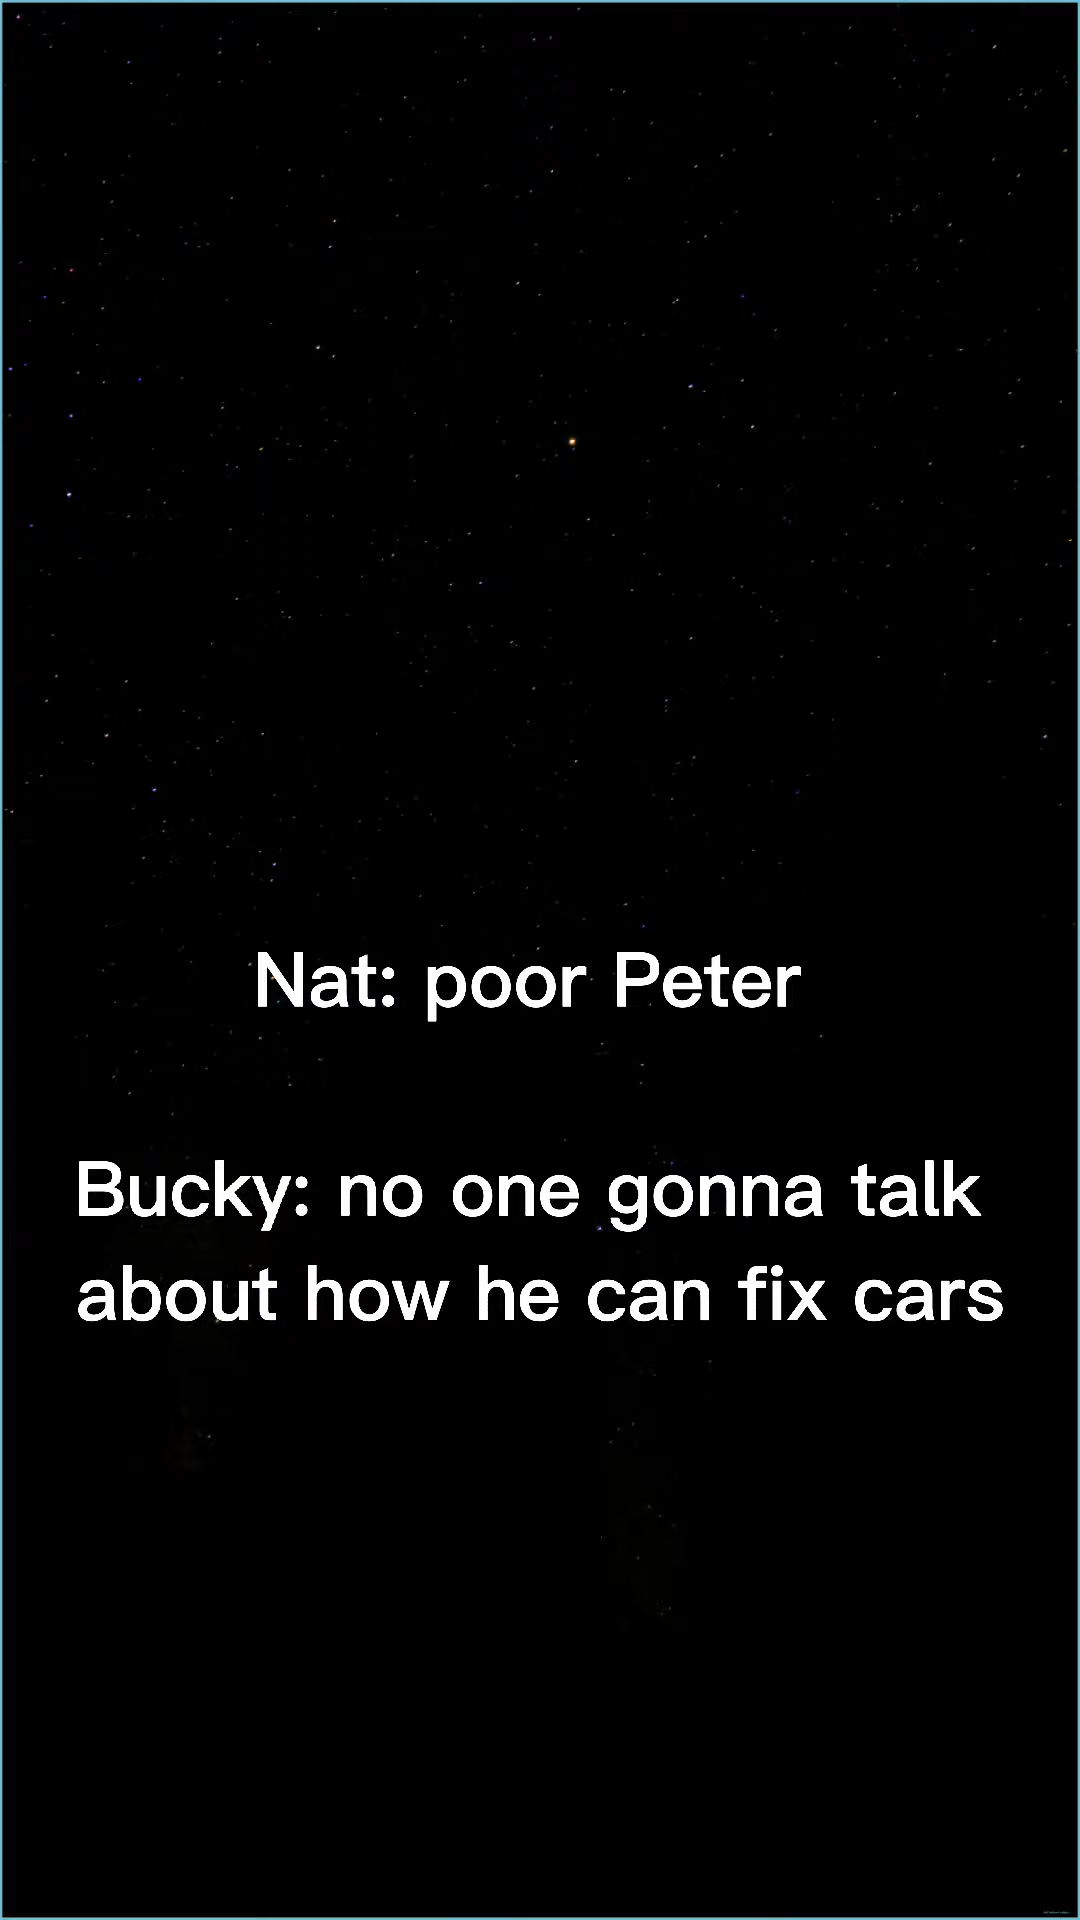 Nat: poor Peter
Bucky: no one gonna talk
about how he can fix cars